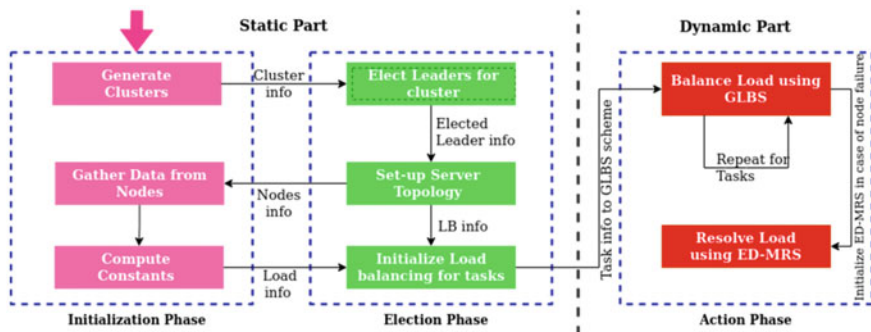 Static Part
Dynamic Part
Generate
Clusters
Cluster
info
Elect Leaders for
cluster
Elected
Leader info
Gather Data from
Nodes
Nodes
info
Set-up Server
Topology
LB info
Compute
Constants
Load
info
Initialize Load
balancing for tasks
Task info to GLBS scheme
Balance Load using
GLBS
Repeat for
Tasks
Initialize ED-MRS in case of node failure
Resolve Load
using ED-MRS
Initialization Phase
Election Phase
Action Phase